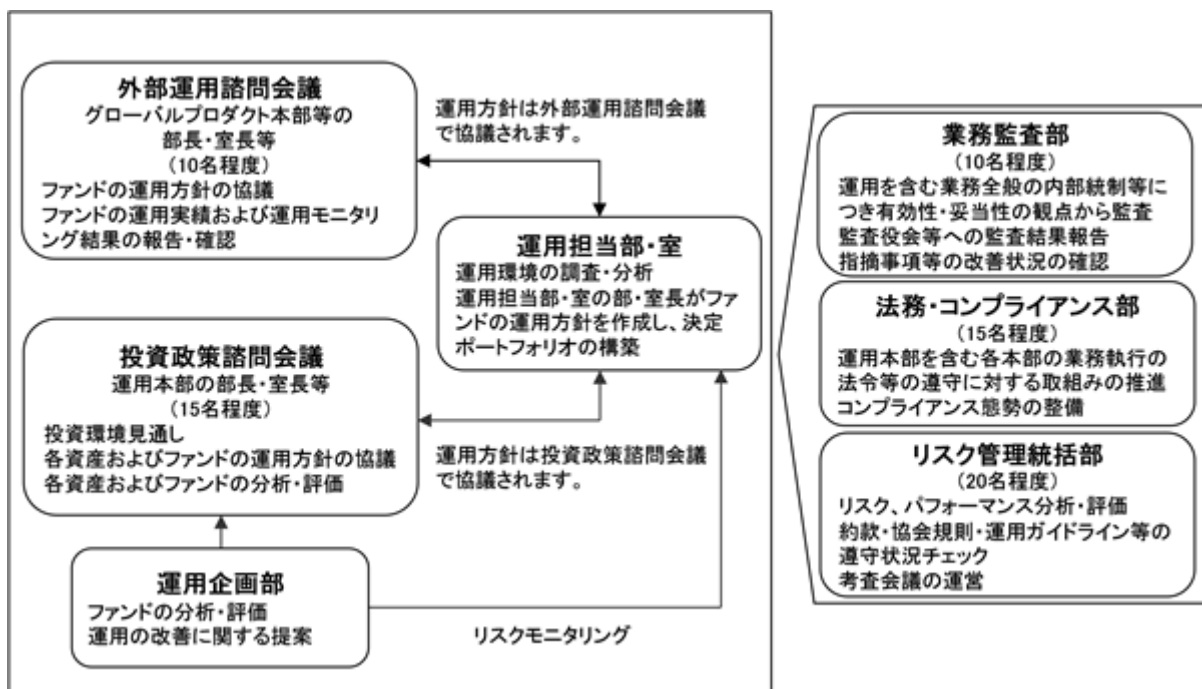 外部運用諮問会議
グローバルプロダクト本部等の
部長・室長等
(10名程度)
ファンドの運用方針の協議
ファンドの運用実績および運用モニタリ
ング結果の報告・確認
運用方針は外部運用諮問会議
で協議されます。
運用担当部・室
運用環境の調査・分析
運用担当部・室の部・室長がファ
ンドの運用方針を作成し、決定
ポートフォリオの構築
投資政策諮問会議
運用本部の部長・室長等
(15名程度)
投資環境見通し
各資産およびファンドの運用方針の協議
各資産およびファンドの分析・評価
運用方針は投資政策諮問会議
で協議されます。
運用企画部
ファンドの分析・評価
運用の改善に関する提案
リスクモニタリング
業務監査部
(10名程度)
運用を含む業務全般の内部統制等に
つき有効性・妥当性の観点から監査
監査役会等への監査結果報告
指摘事項等の改善状況の確認
法務・コンプライアンス部
(15名程度)
運用本部を含む各本部の業務執行の
法令等の遵守に対する取組みの推進
コンプライアンス態勢の整備
リスク管理統括部
(20名程度)
リスク、パフォーマンス分析・評価
約款・協会規則・運用ガイドライン等の
遵守状況チェック
考査会議の運営